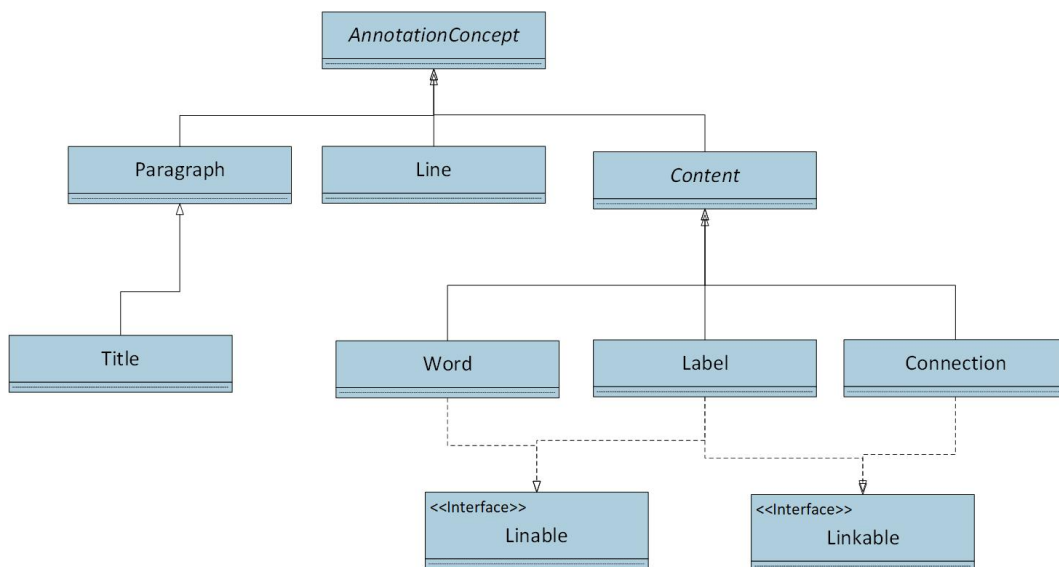 AnnotationConcept
Paragraph
Line
Content
Title
Word
Label
Connection
<<Interface>>
Linable
<<Interface>>
Linkable